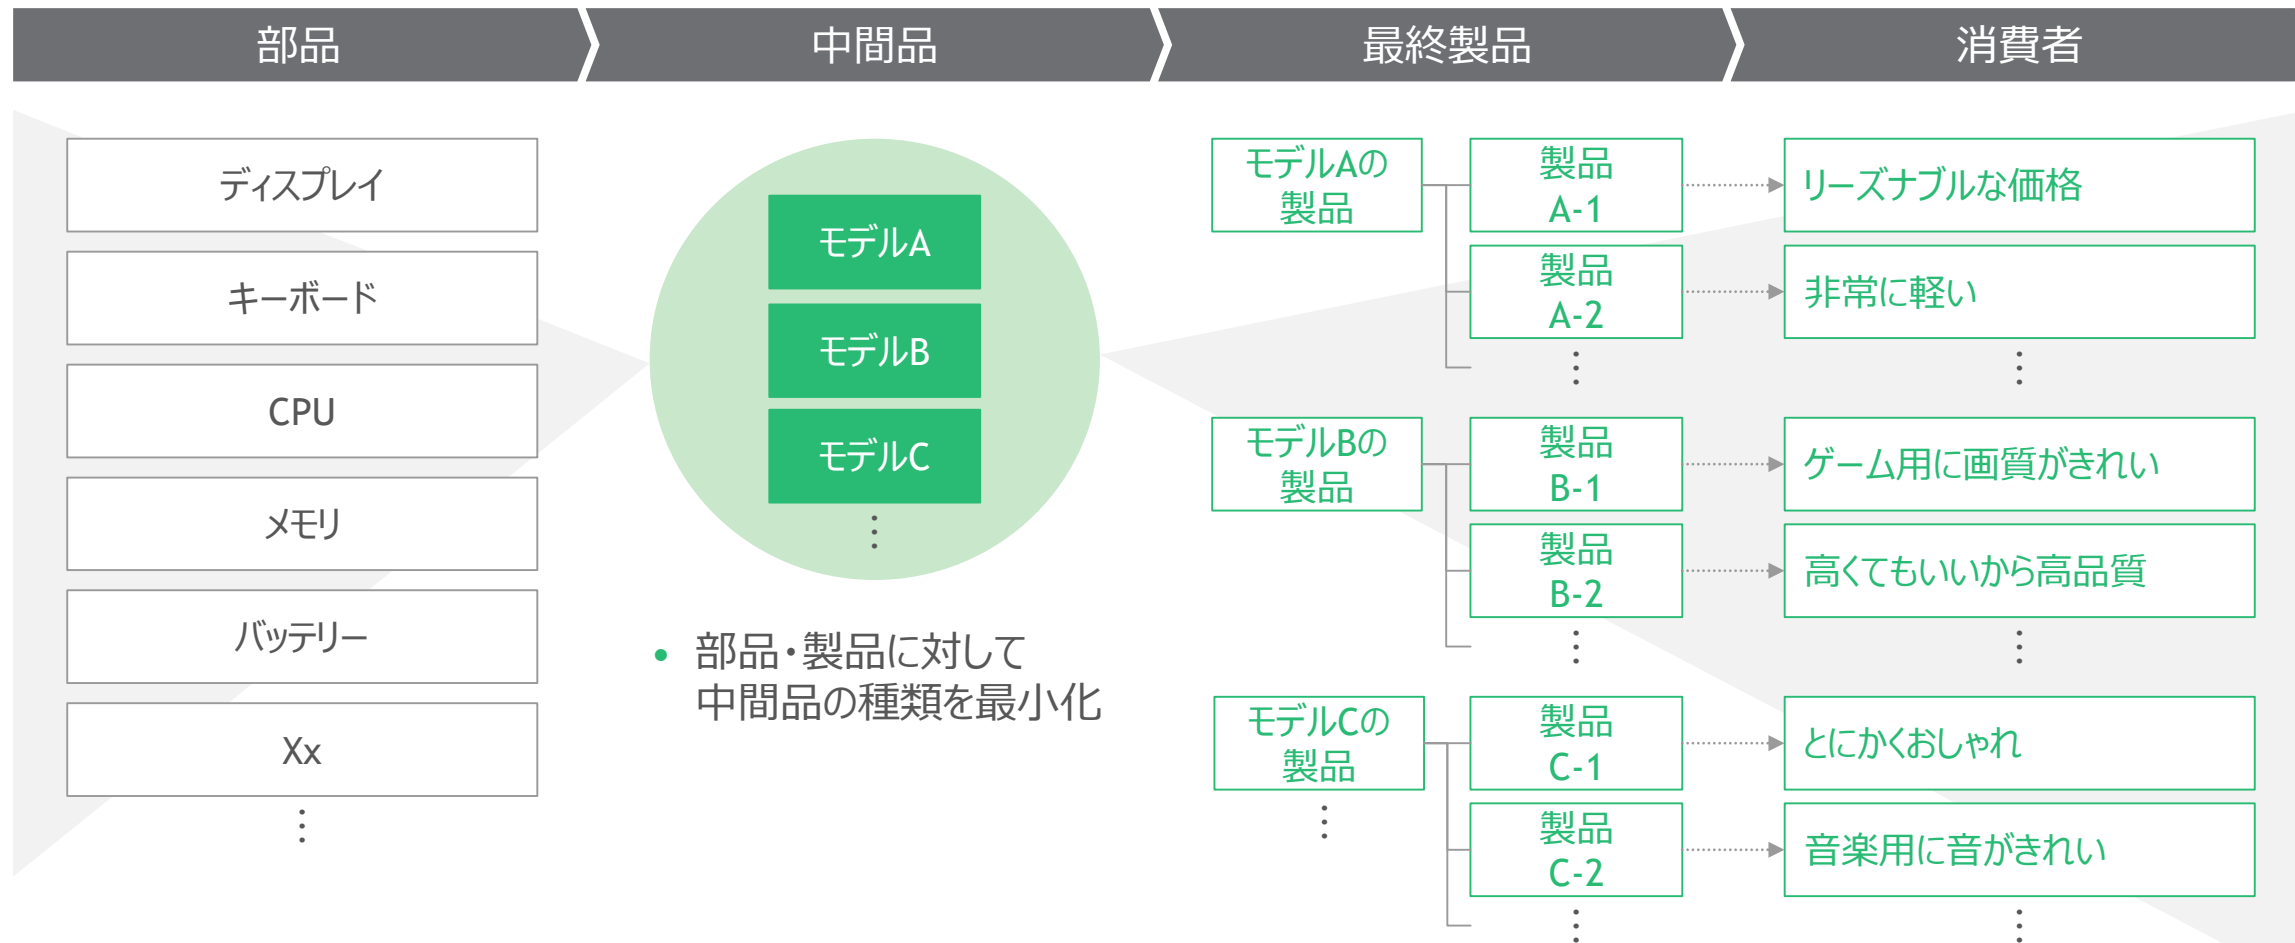 部品
中間品
最終製品
消費者
ディスプレイ
キーボード
CPU
メモリ
バッテリー
Xx
⋮
モデルA
モデルB
モデルC
⋮
• 部品・製品に対して
中間品の種類を最小化
モデルAの
製品
製品
A-1
リーズナブルな価格
製品
A-2
非常に軽い
⋮
⋮
モデルBの
製品
製品
B-1
ゲーム用に画質がきれい
製品
B-2
高くてもいいから高品質
⋮
⋮
モデルCの
製品
⋮
製品
C-1
とにかくおしゃれ
製品
C-2
音楽用に音がきれい
⋮
⋮